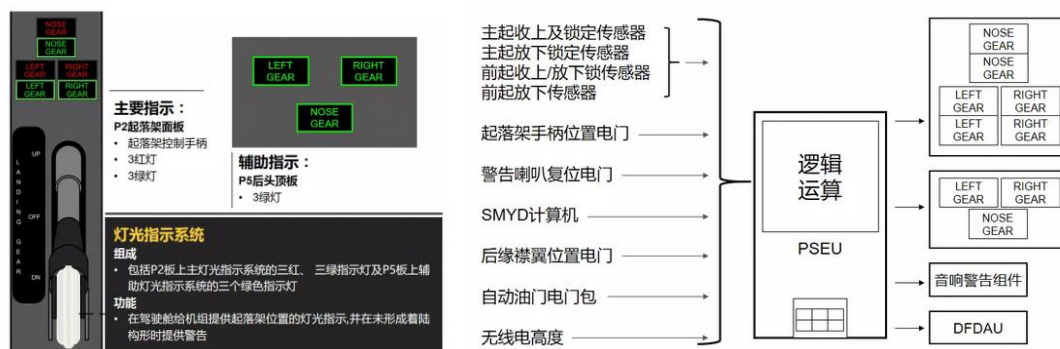 NOSE
GEAR
NOSE
GEAR
LEFT
GEAR
RIGHT
GEAR
LEFT
GEAR
RIGHT
GEAR
UP
OFF
DN
LANDING GEAR
主要指示：
P2起落架面板
• 起落架控制手柄
• 3红灯
• 3绿灯
LEFT
GEAR
RIGHT
GEAR
NOSE
GEAR
辅助指示：
P5后头顶板
• 3绿灯
灯光指示系统
组成
• 包括P2板上主灯光指示系统的三红、 三绿指示灯及P5板上辅
助灯光指示系统的三个绿色指示灯
功能
• 在驾驶舱给机组提供起落架位置的灯光指示,并在未形成着陆
构形时提供警告
主起收上及锁定传感器
主起放下锁定传感器
前起收上/放下锁传感器
前起放下传感器
起落架手柄位置电门
警告喇叭复位电门
SMYD计算机
后缘襟翼位置电门
自动油门电门包
无线电高度
逻辑
运算
PSEU
NOSE
GEAR
NOSE
GEAR
LEFT
GEAR
RIGHT
GEAR
LEFT
GEAR
RIGHT
GEAR
LEFT
GEAR
RIGHT
GEAR
NOSE
GEAR
音响警告组件
DFDAU